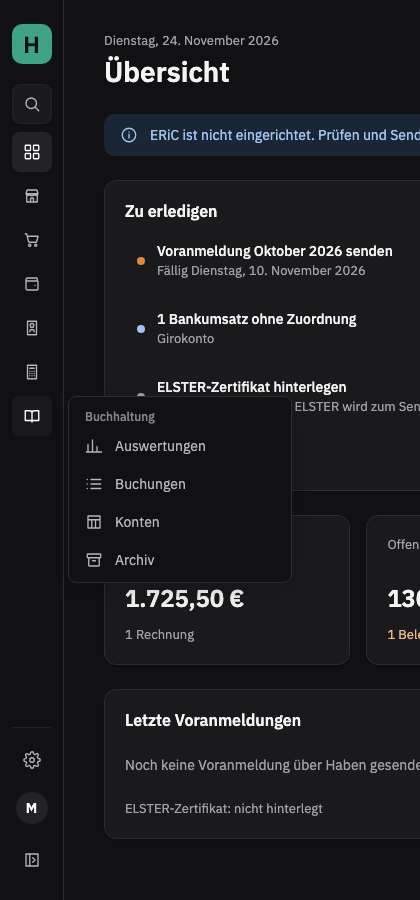 H
Dienstag, 24. November 2026
Übersicht
ERiC ist nicht eingerichtet. Prüfen und Send
Zu erledigen
Voranmeldung Oktober 2026 senden
Fällig Dienstag, 10. November 2026
1 Bankumsatz ohne Zuordnung
Girokonto
ELSTER-Zertifikat hinterlegen
ELSTER wird zum Sen
Buchhaltung
Auswertungen
Buchungen
Konten
Archiv
Offen
1.725,50 €
130
1 Rechnung
1 Bele
Letzte Voranmeldungen
Noch keine Voranmeldung über Haben gesende
ELSTER-Zertifikat: nicht hinterlegt
M